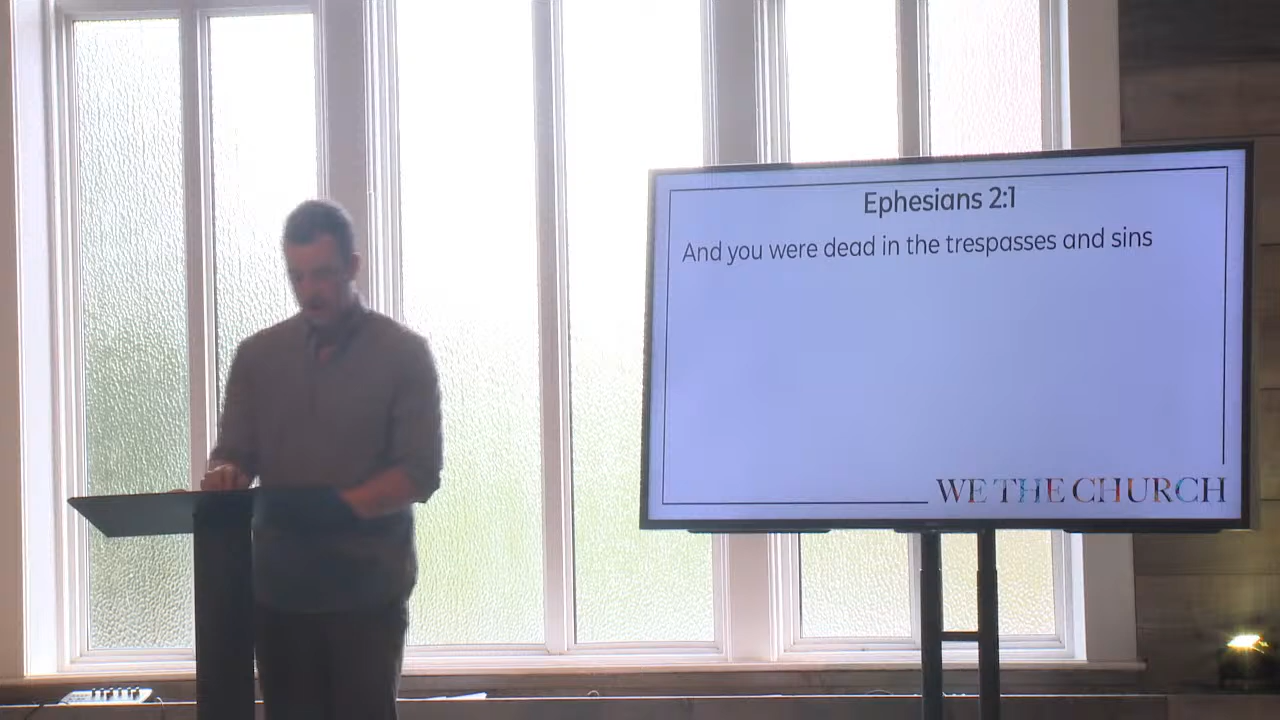 Ephesians 2:1
And you were dead in the trespasses and sins
WE THE CHURCH